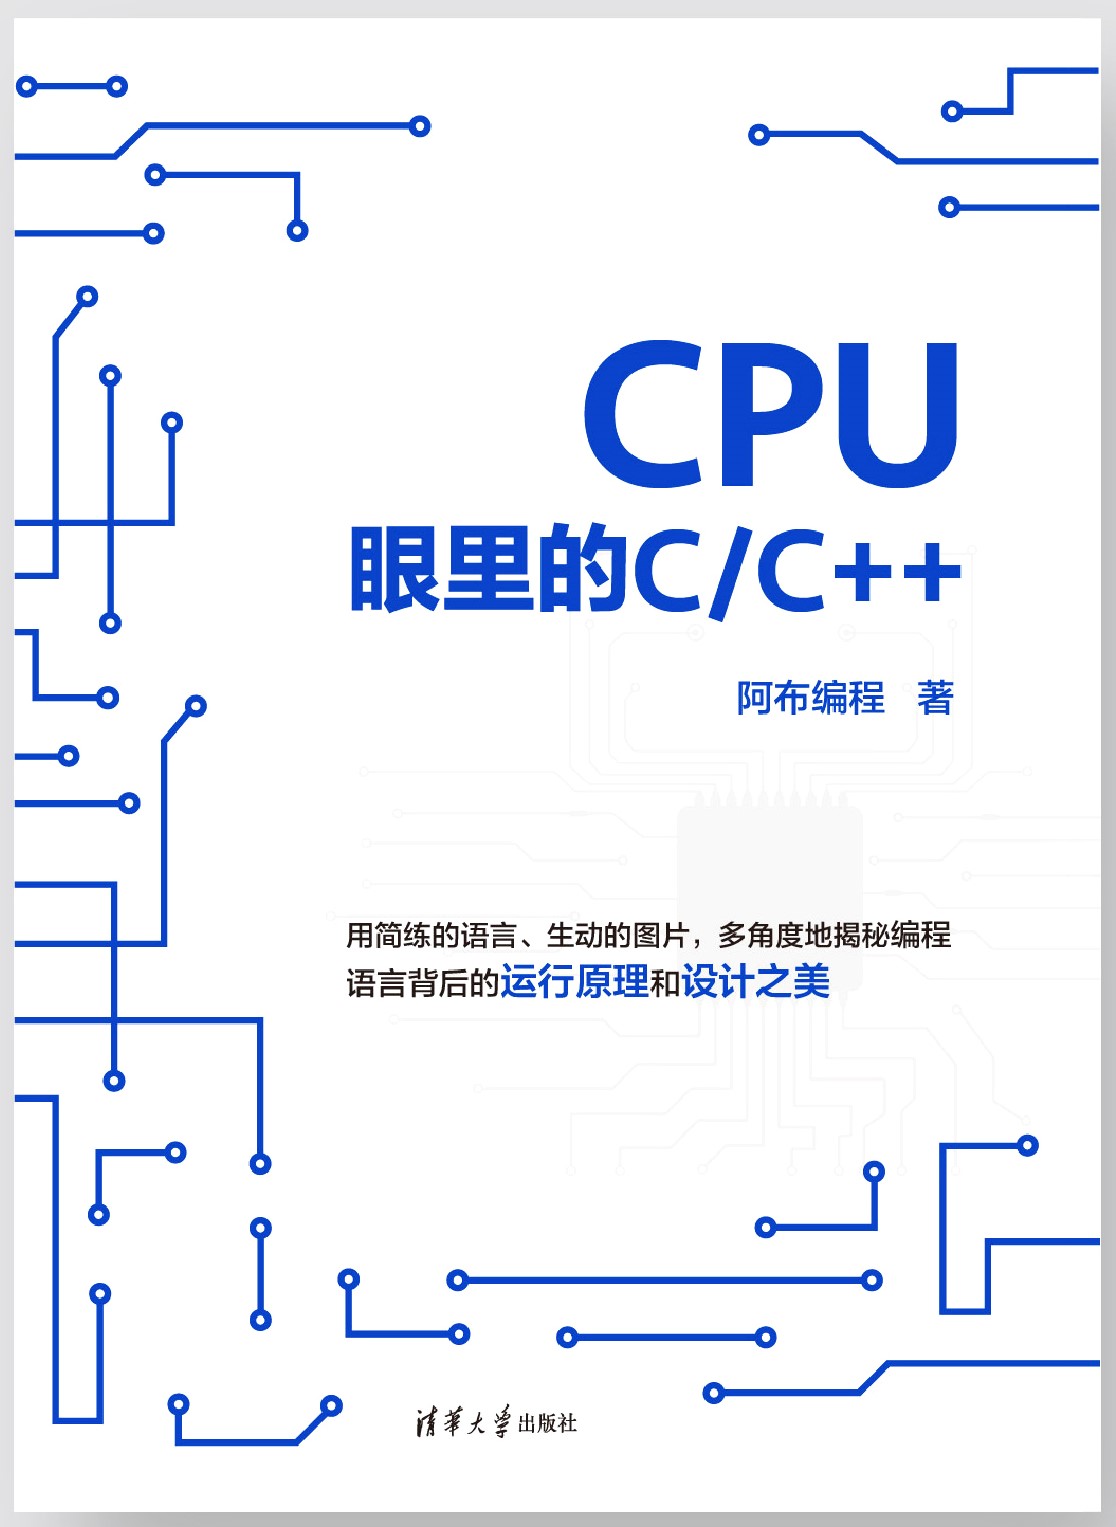 CPU
眼里的C/C++
阿布编程 著
用简练的语言、生动的图片，多角度地揭秘编程
语言背后的运行原理和设计之美
清华大学出版社